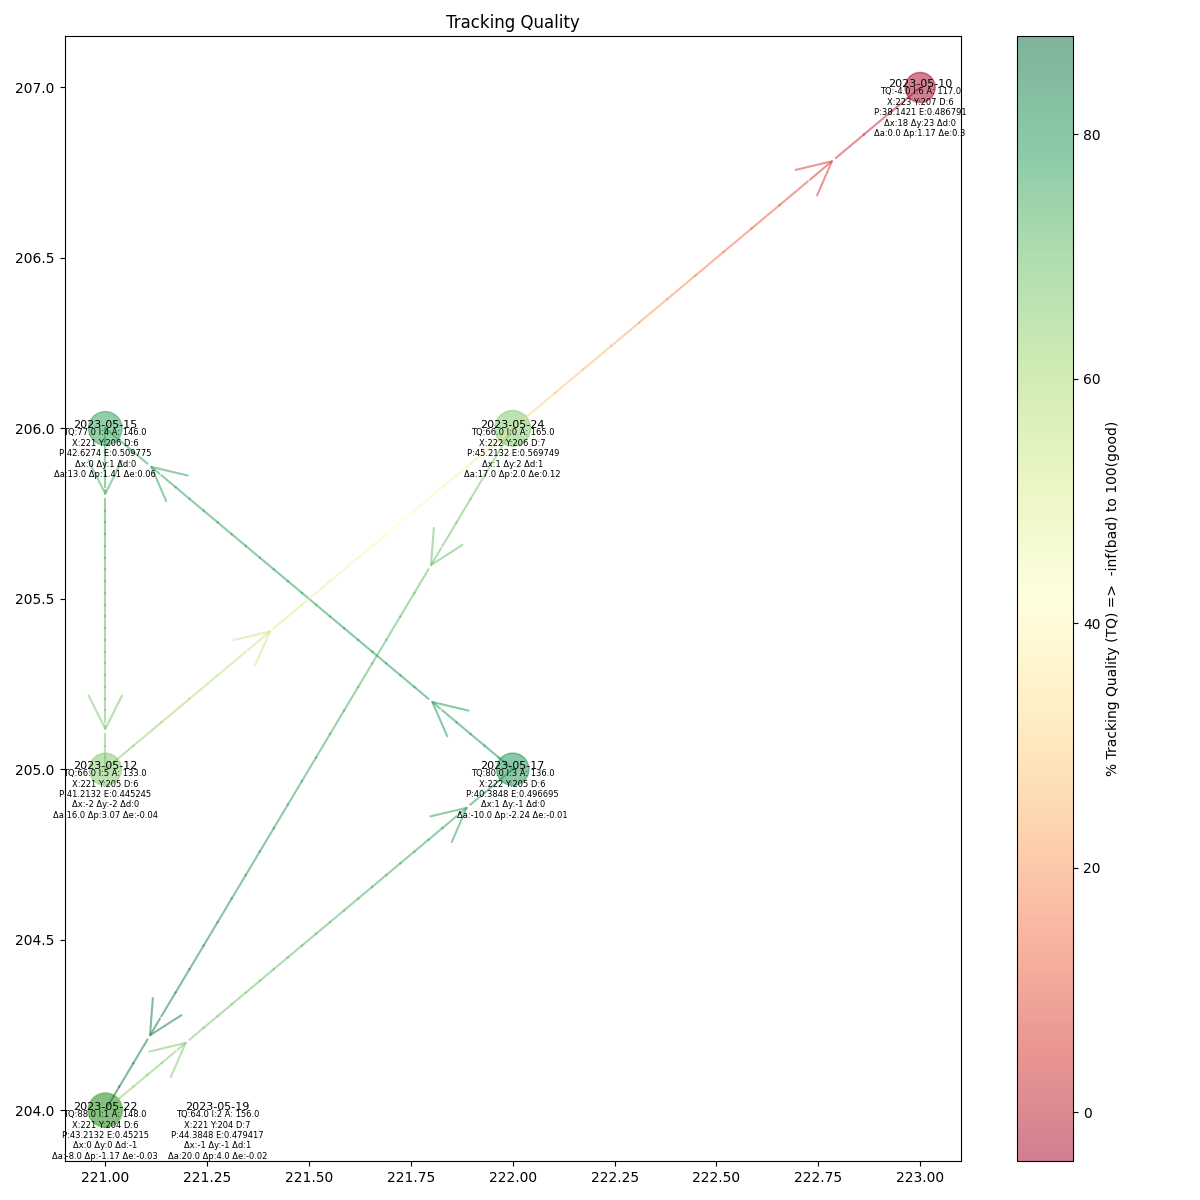 Tracking Quality
207.0
206.5
206.0
205.5
205.0
204.5
204.0
2023-05-10
TQ:-4.0 I:6 A: 117.0
X:223 Y:207 D:6
P:38.1421 E:0.486791
Δx:18 Δy:23 Δd:0
Δa:0.0 Δp:1.17 Δe:0.3
2023-05-15
TQ:77.0 I:4 A: 146.0
X:221 Y:206 D:6
P:42.6274 E:0.509775
Δx:0 Δy:1 Δd:0
Δa:13.0 Δp:1.41 Δe:0.06
2023-05-24
TQ:66.0 I:0 A: 165.0
X:222 Y:206 D:7
P:45.2132 E:0.569749
Δx:1 Δy:2 Δd:1
Δa:17.0 Δp:2.0 Δe:0.12
2023-05-12
TQ:66.0 I:5 A: 133.0
X:221 Y:205 D:6
P:41.2132 E:0.445245
Δx:-2 Δy:-2 Δd:0
Δa:16.0 Δp:3.07 Δe:-0.04
2023-05-17
TQ:80.0 I:3 A: 136.0
X:222 Y:205 D:6
P:40.3848 E:0.496695
Δx:1 Δy:-1 Δd:0
Δa:-10.0 Δp:-2.24 Δe:-0.01
2023-05-22
TQ:88.0 I:1 A: 148.0
X:221 Y:204 D:6
P:43.2132 E:0.45215
Δx:0 Δy:0 Δd:-1
Δa:-8.0 Δp:-1.17 Δe:-0.03
2023-05-19
TQ:64.0 I:2 A: 156.0
X:221 Y:204 D:7
P:44.3848 E:0.479417
Δx:-1 Δy:-1 Δd:1
Δa:20.0 Δp:4.0 Δe:-0.02
221.00 221.25 221.50 221.75 222.00 222.25 222.50 222.75 223.00
80
60
40
20
0
% Tracking Quality (TQ) => -inf(bad) to 100(good)